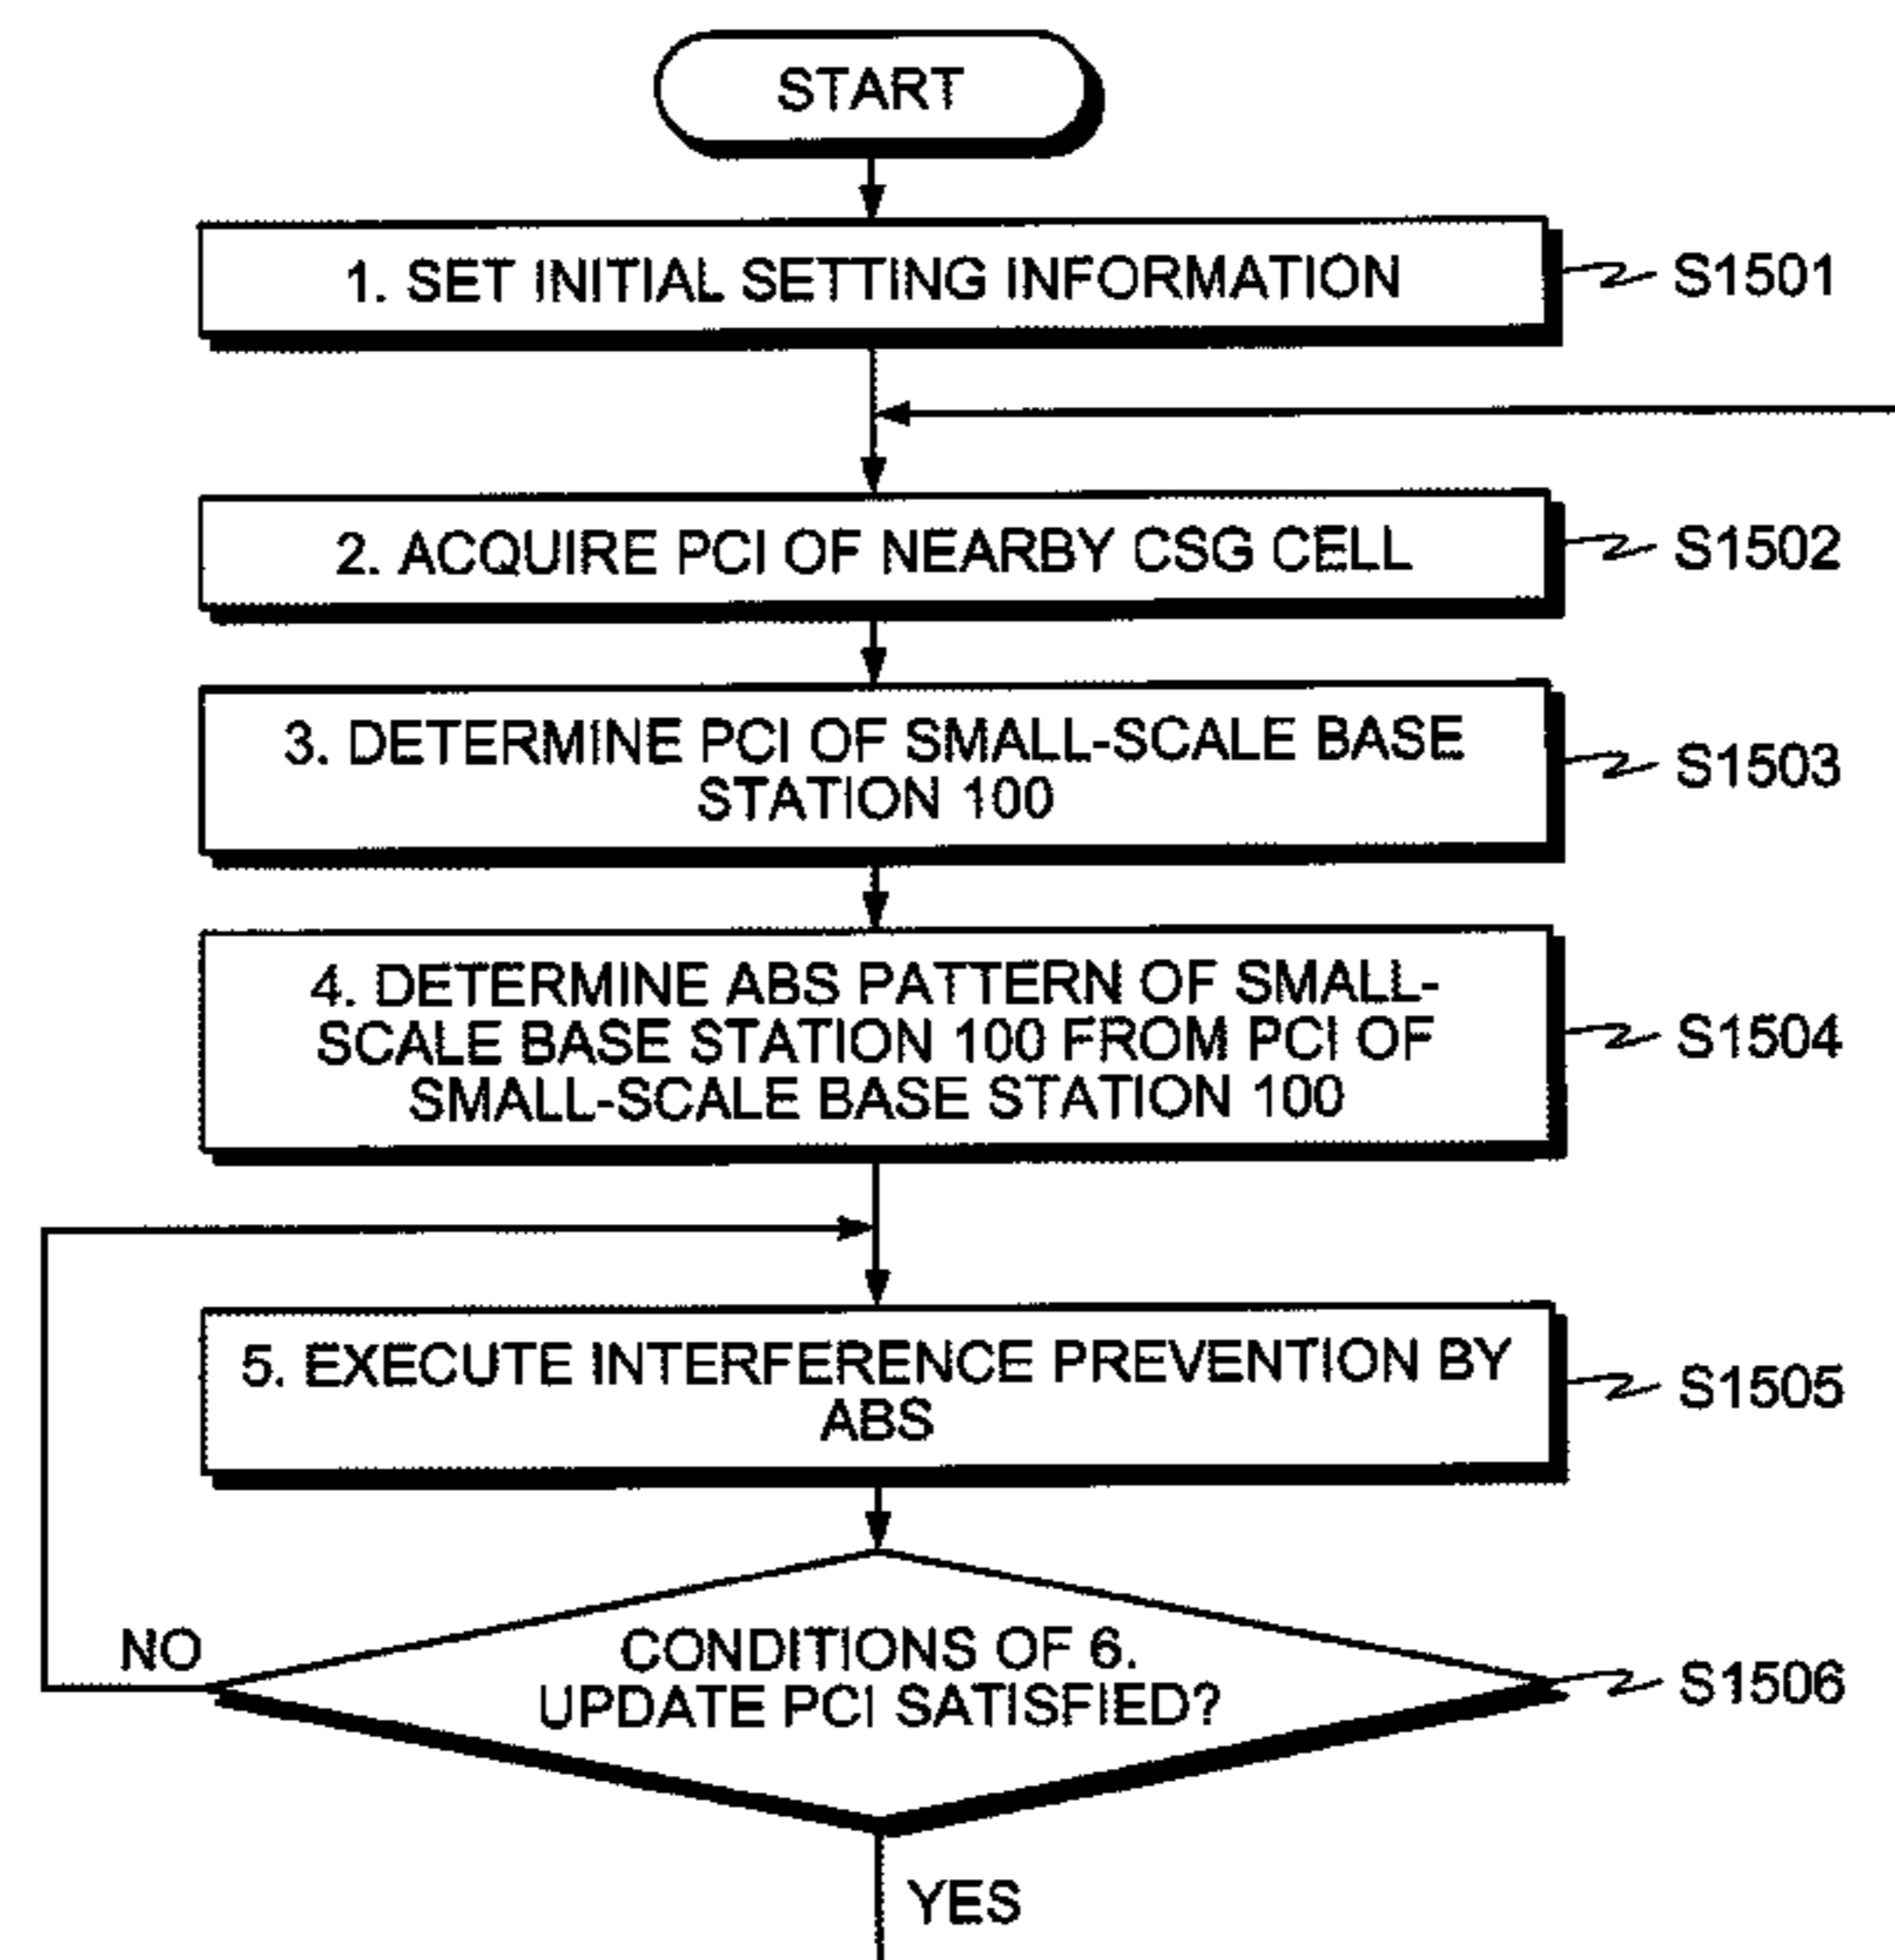 START
1. SET INITIAL SETTING INFORMATION
S1501
2. ACQUIRE PCI OF NEARBY CSG CELL
S1502
3. DETERMINE PCI OF SMALL-SCALE BASE
STATION 100
S1503
4. DETERMINE ABS PATTERN OF SMALL-
SCALE BASE STATION 100 FROM PCI OF
SMALL-SCALE BASE STATION 100
S1504
5. EXECUTE INTERFERENCE PREVENTION BY
ABS
S1505
NO
CONDITIONS OF 6.
UPDATE PCI SATISFIED?
S1506
YES